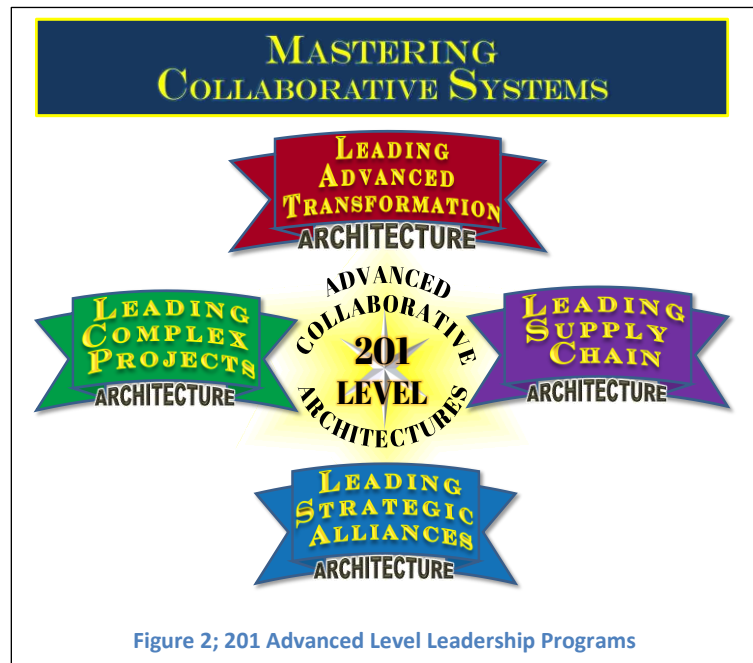 MASTERING
COLLABORATIVE SYSTEMS
LEADING
ADVANCED
TRANSFORMATION
ARCHITECTURE
LEADING
COMPLEX
PROJECTS
ARCHITECTURE
ADVANCED
COLLABORATIVE
201
LEVEL
ARCHITECTURES
LEADING
SUPPLY
CHAIN
ARCHITECTURE
LEADING
STRATEGIC
ALLIANCES
ARCHITECTURE
Figure 2; 201 Advanced Level Leadership Programs